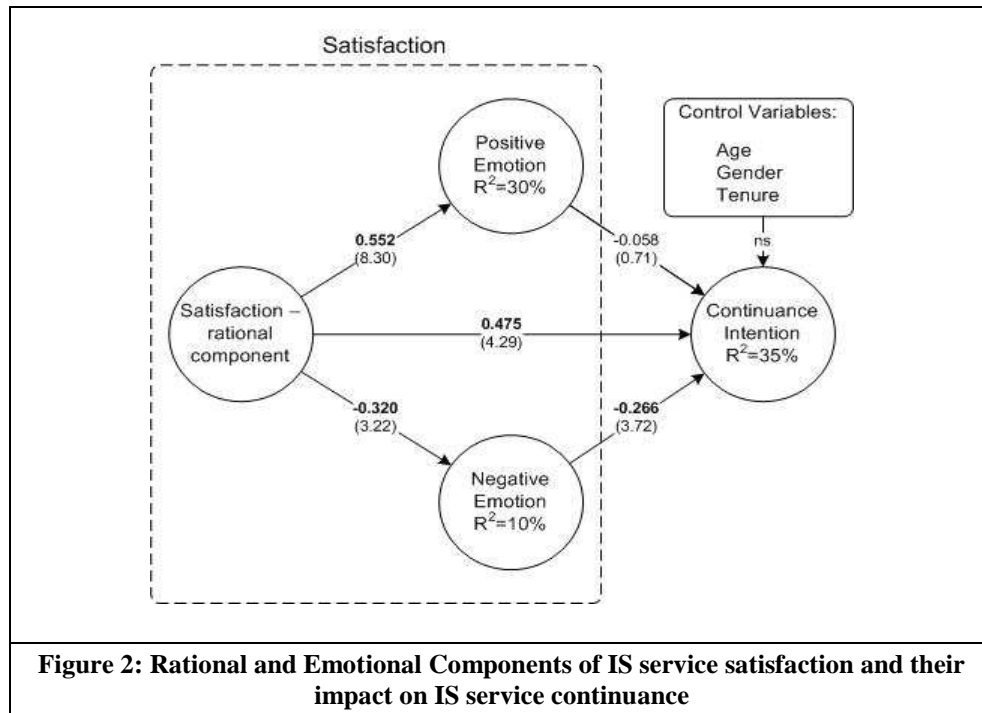 Satisfaction
Positive
Emotion
R²=30%
Control Variables:
Age
Gender
Tenure
0.552
(8.30)
-0.058
(0.71)
ns
Satisfaction –
rational
component
0.475
(4.29)
Continuance
Intention
R²=35%
-0.320
(3.22)
-0.266
(3.72)
Negative
Emotion
R²=10%
Figure 2: Rational and Emotional Components of IS service satisfaction and their
impact on IS service continuance